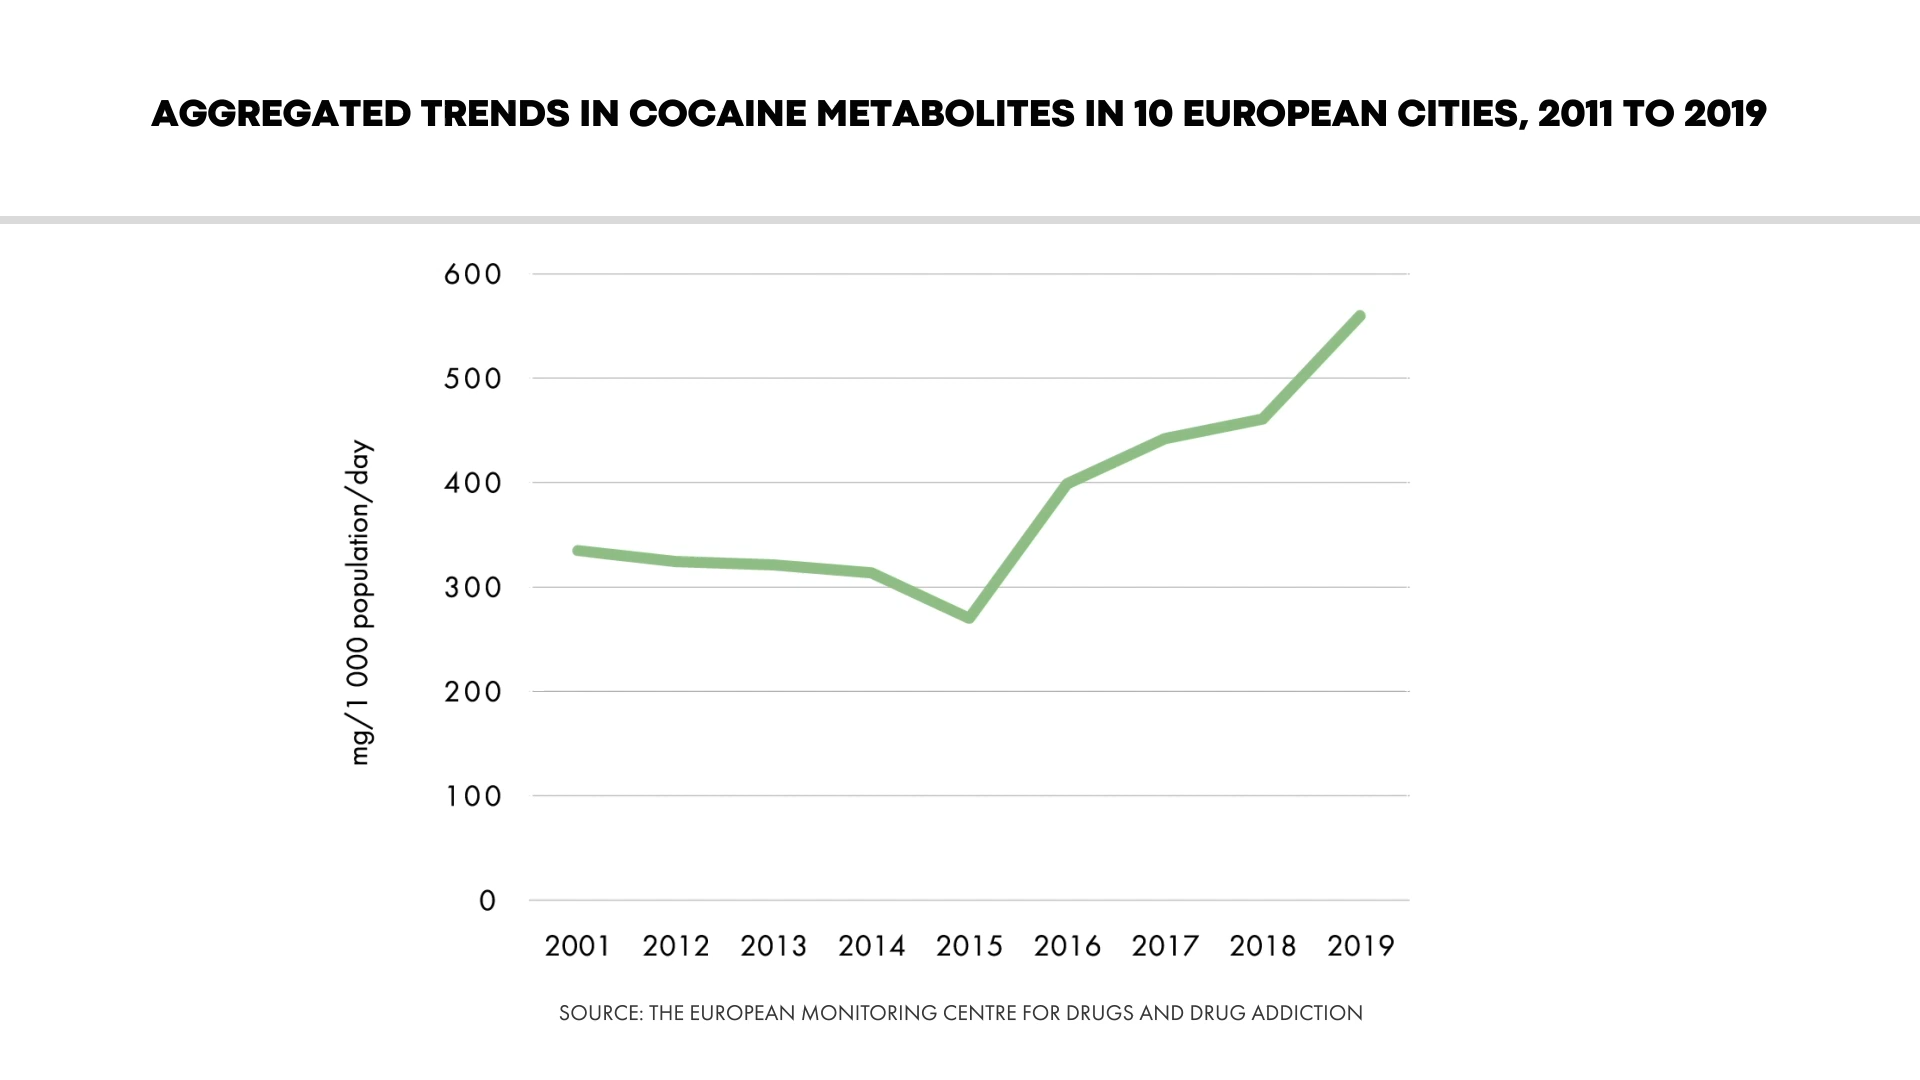 AGGREGATED TRENDS IN COCAINE METABOLITES IN 10 EUROPEAN CITIES, 2011 TO 2019
600
500
400
300
200
100
0
mg/1 000 population/day
2001 2012 2013 2014 2015 2016 2017 2018 2019
SOURCE: THE EUROPEAN MONITORING CENTRE FOR DRUGS AND DRUG ADDICTION